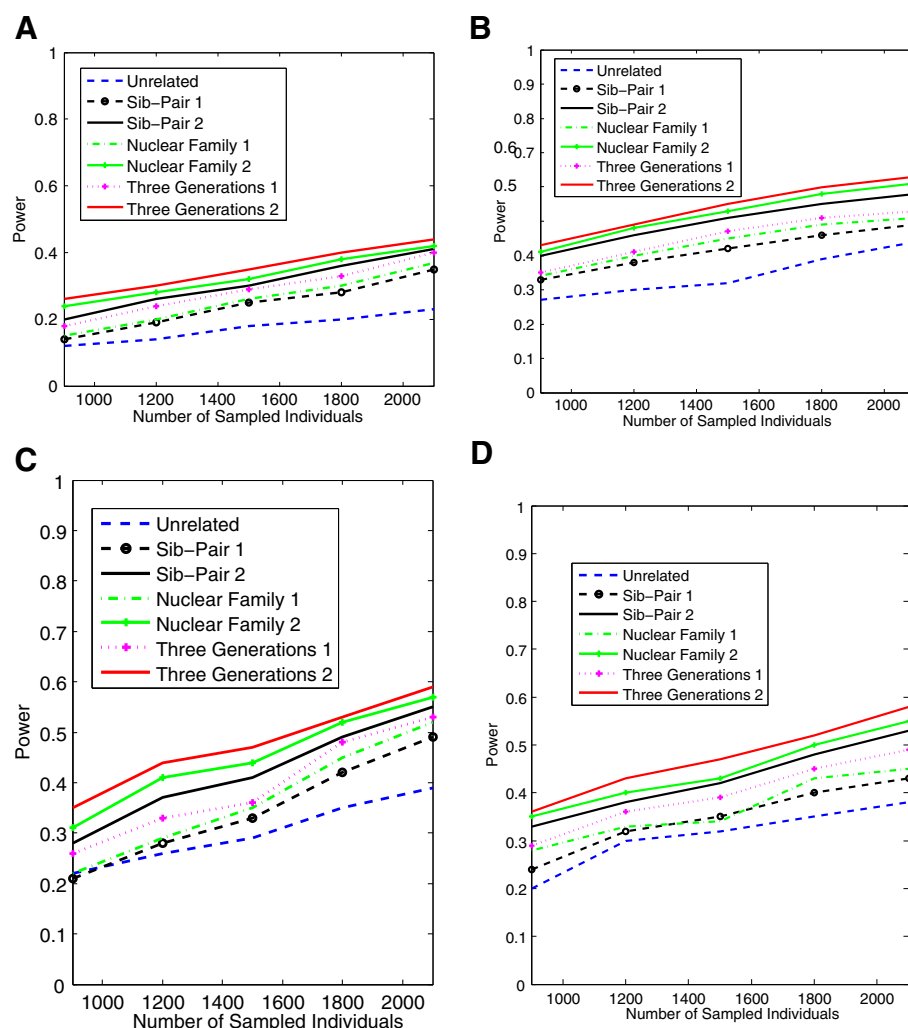 A
1
0.8
0.6
0.4
0.2
0
Power
Unrelated
Sib-Pair 1
Sib-Pair 2
Nuclear Family 1
Nuclear Family 2
Three Generations 1
Three Generations 2
1000 1200 1400 1600 1800 2000
Number of Sampled Individuals
B
1
0.9
0.8
0.6
0.5
0.4
0.3
0.2
0.1
0
Power
Unrelated
Sib-Pair 1
Sib-Pair 2
Nuclear Family 1
Nuclear Family 2
Three Generations 1
Three Generations 2
1000 1200 1400 1600 1800 2000
Number of Sampled Individuals
C
1
0.9
0.8
0.7
0.6
0.5
0.4
0.3
0.2
0.1
0
Power
Unrelated
Sib-Pair 1
Sib-Pair 2
Nuclear Family 1
Nuclear Family 2
Three Generations 1
Three Generations 2
1000 1200 1400 1600 1800 2000
Number of Sampled Individuals
D
1
0.9
0.8
0.7
0.6
0.5
0.4
0.3
0.2
0.1
0
Power
Unrelated
Sib-Pair 1
Sib-Pair 2
Nuclear Family 1
Nuclear Family 2
Three Generations 1
Three Generations 2
1000 1200 1400 1600 1800 2000
Number of Sampled Individuals